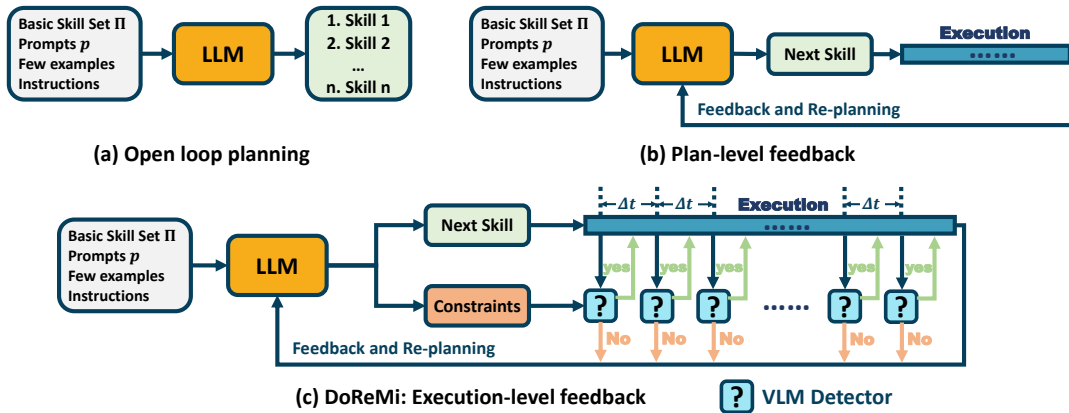 Basic Skill Set Π
Prompts p
Few examples
Instructions
LLM
1. Skill 1
2. Skill 2
...
n. Skill n
(a) Open loop planning
Basic Skill Set Π
Prompts p
Few examples
Instructions
LLM
Next Skill
Execution
......
Feedback and Re-planning
(b) Plan-level feedback
Basic Skill Set Π
Prompts p
Few examples
Instructions
LLM
Next Skill
Constraints
Δt Δt Δt
Execution
......
yes yes yes yes yes
? ? ? ...... ? ?
No No No No No
Feedback and Re-planning
(c) DoReMi: Execution-level feedback
? VLM Detector